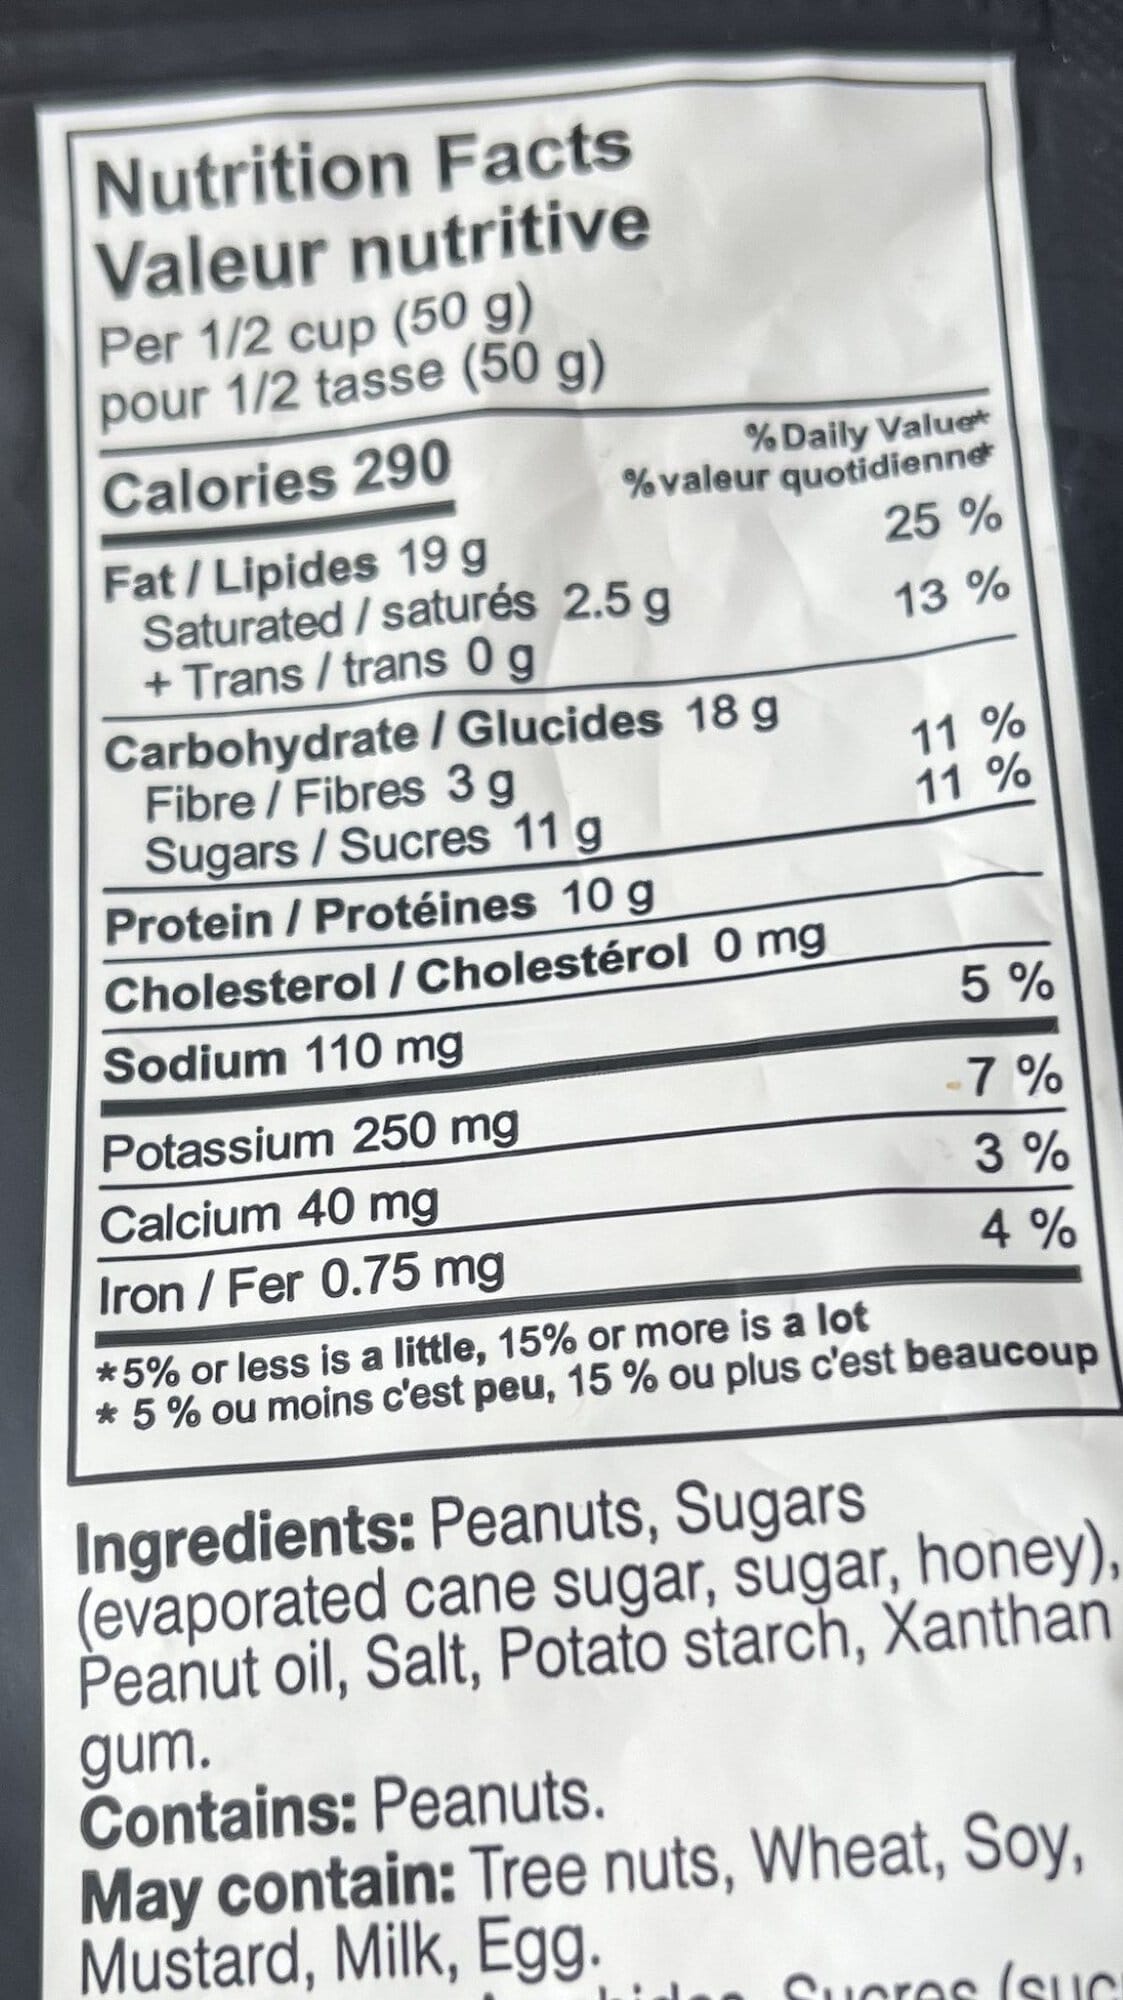 Nutrition Facts
Valeur nutritive
Per 1/2 cup (50 g)
pour 1/2 tasse (50 g)
% Daily Value*
Calories 290
% valeur quotidienne*
Fat / Lipides 19 g 25 %
Saturated / saturés 2.5 g 13 %
+ Trans / trans 0 g
Carbohydrate / Glucides 18 g
Fibre / Fibres 3 g 11 %
Sugars / Sucres 11 g 11 %
Protein / Protéines 10 g
Cholesterol / Cholestérol 0 mg
Sodium 110 mg 5 %
Potassium 250 mg 7 %
Calcium 40 mg 3 %
Iron / Fer 0.75 mg 4 %
*5% or less is a little, 15% or more is a lot
* 5 % ou moins c'est peu, 15 % ou plus c'est beaucoup
Ingredients: Peanuts, Sugars
(evaporated cane sugar, sugar, honey),
Peanut oil, Salt, Potato starch, Xanthan
gum.
Contains: Peanuts.
May contain: Tree nuts, Wheat, Soy,
Mustard, Milk, Egg.
Sucres